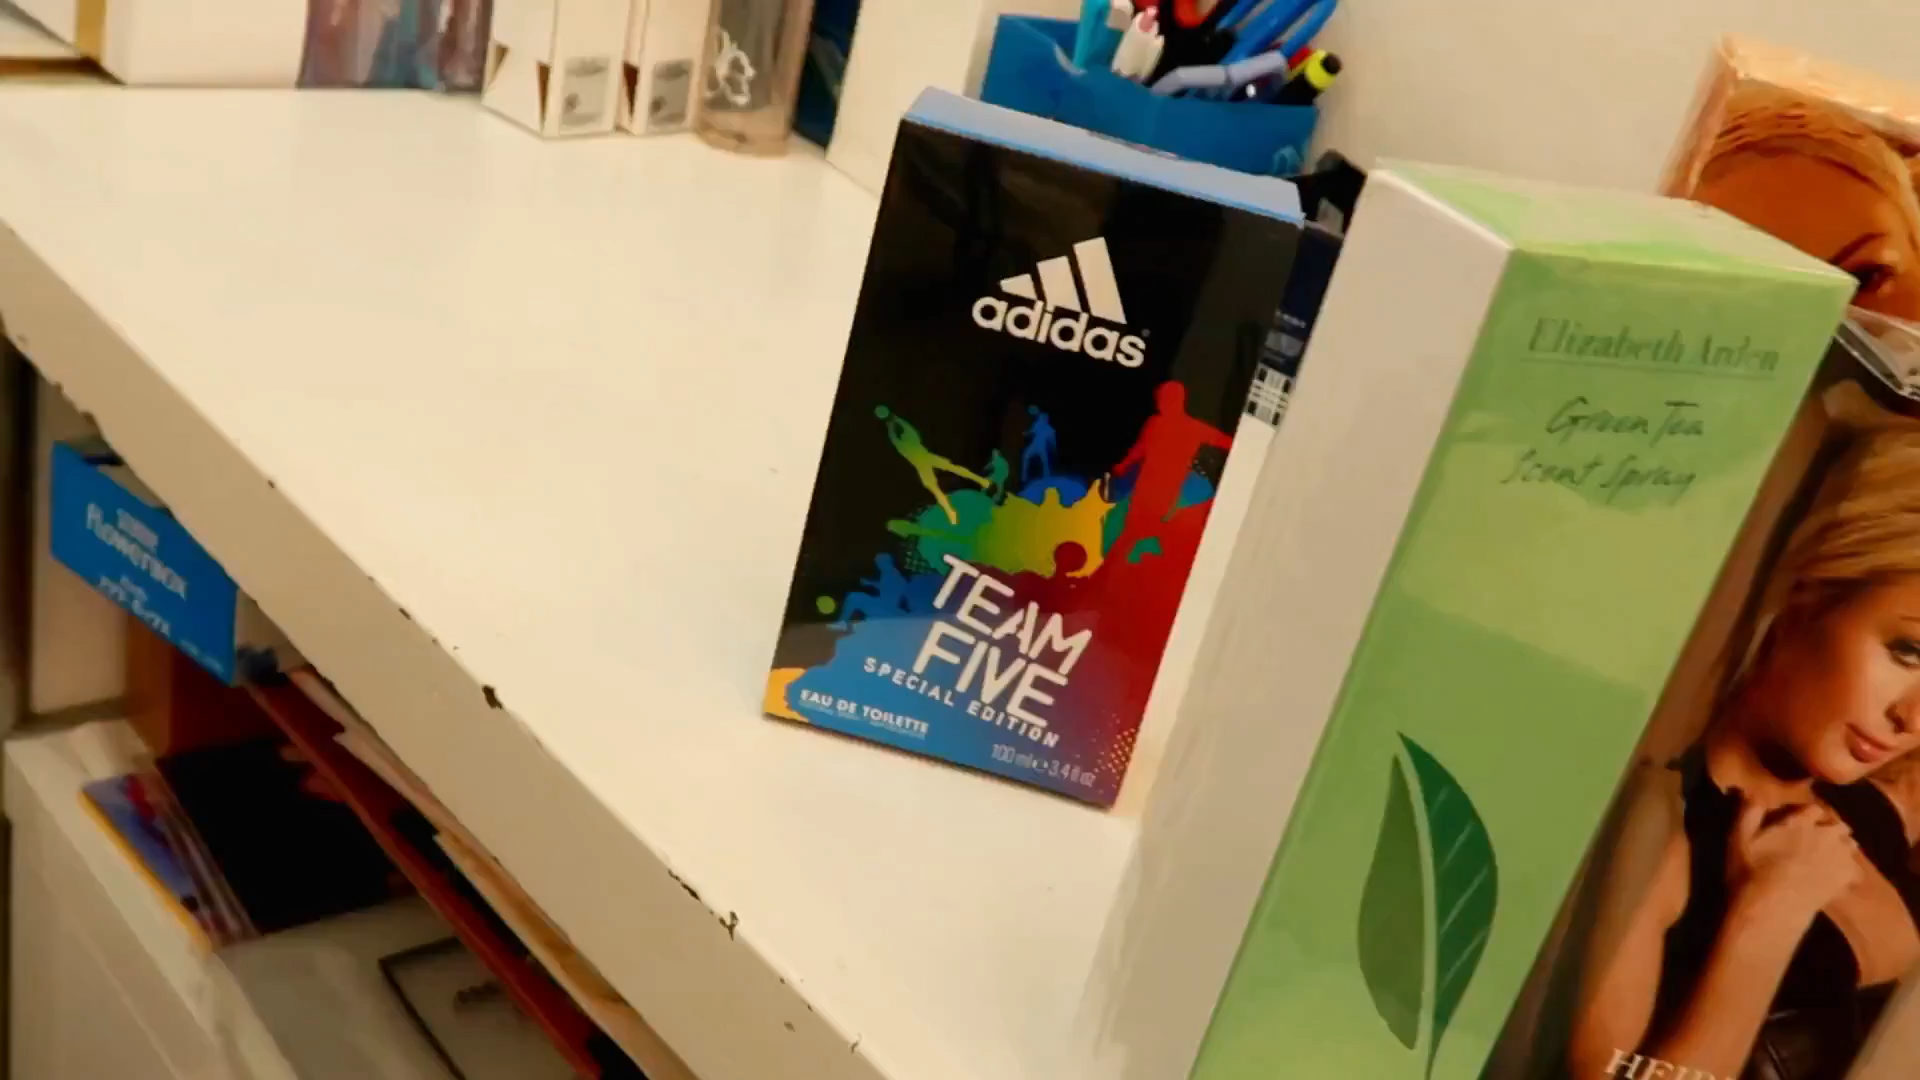 adidas
TEAM
FIVE
SPECIAL EDITION
EAU DE TOILETTE
100 ml e 3.4 fl oz
Elizabeth Arden
Green Tea
Scent Spray